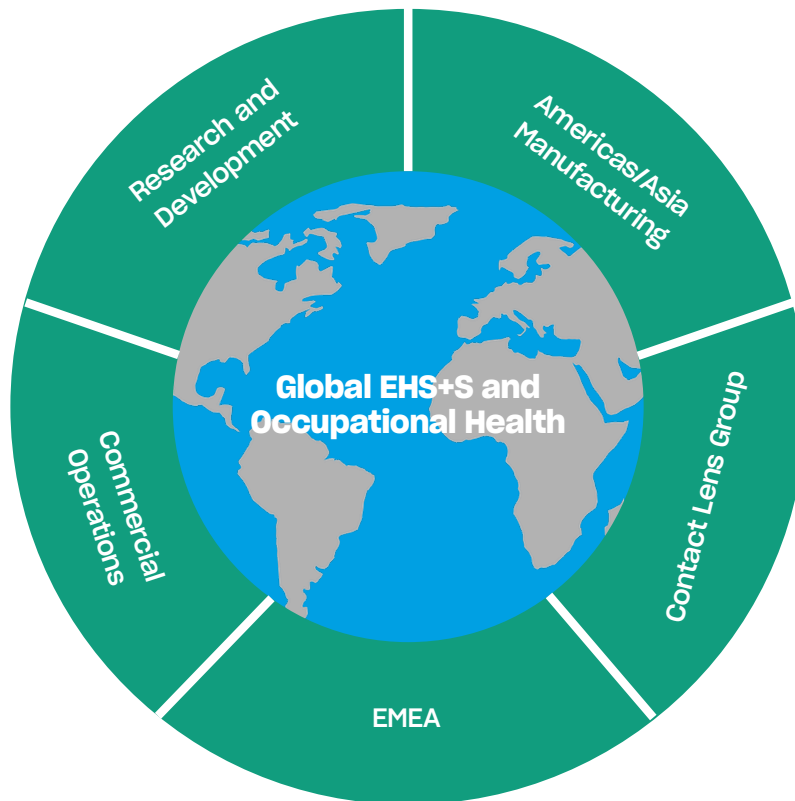 Research and
Development
Americas/Asia
Manufacturing
Global EHS+S and
Occupational Health
Commercial
Operations
Contact Lens Group
EMEA